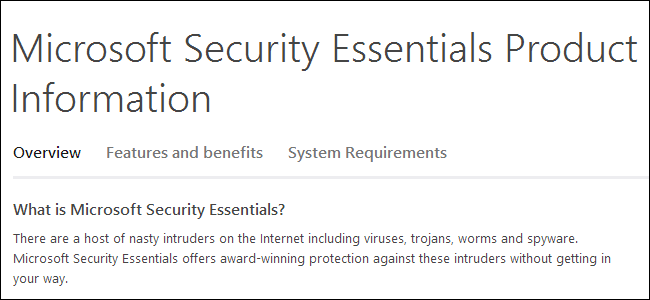 Microsoft Security Essentials Product
Information
Overview Features and benefits System Requirements
What is Microsoft Security Essentials?
There are a host of nasty intruders on the Internet including viruses, trojans, worms and spyware.
Microsoft Security Essentials offers award-winning protection against these intruders without getting in
your way.